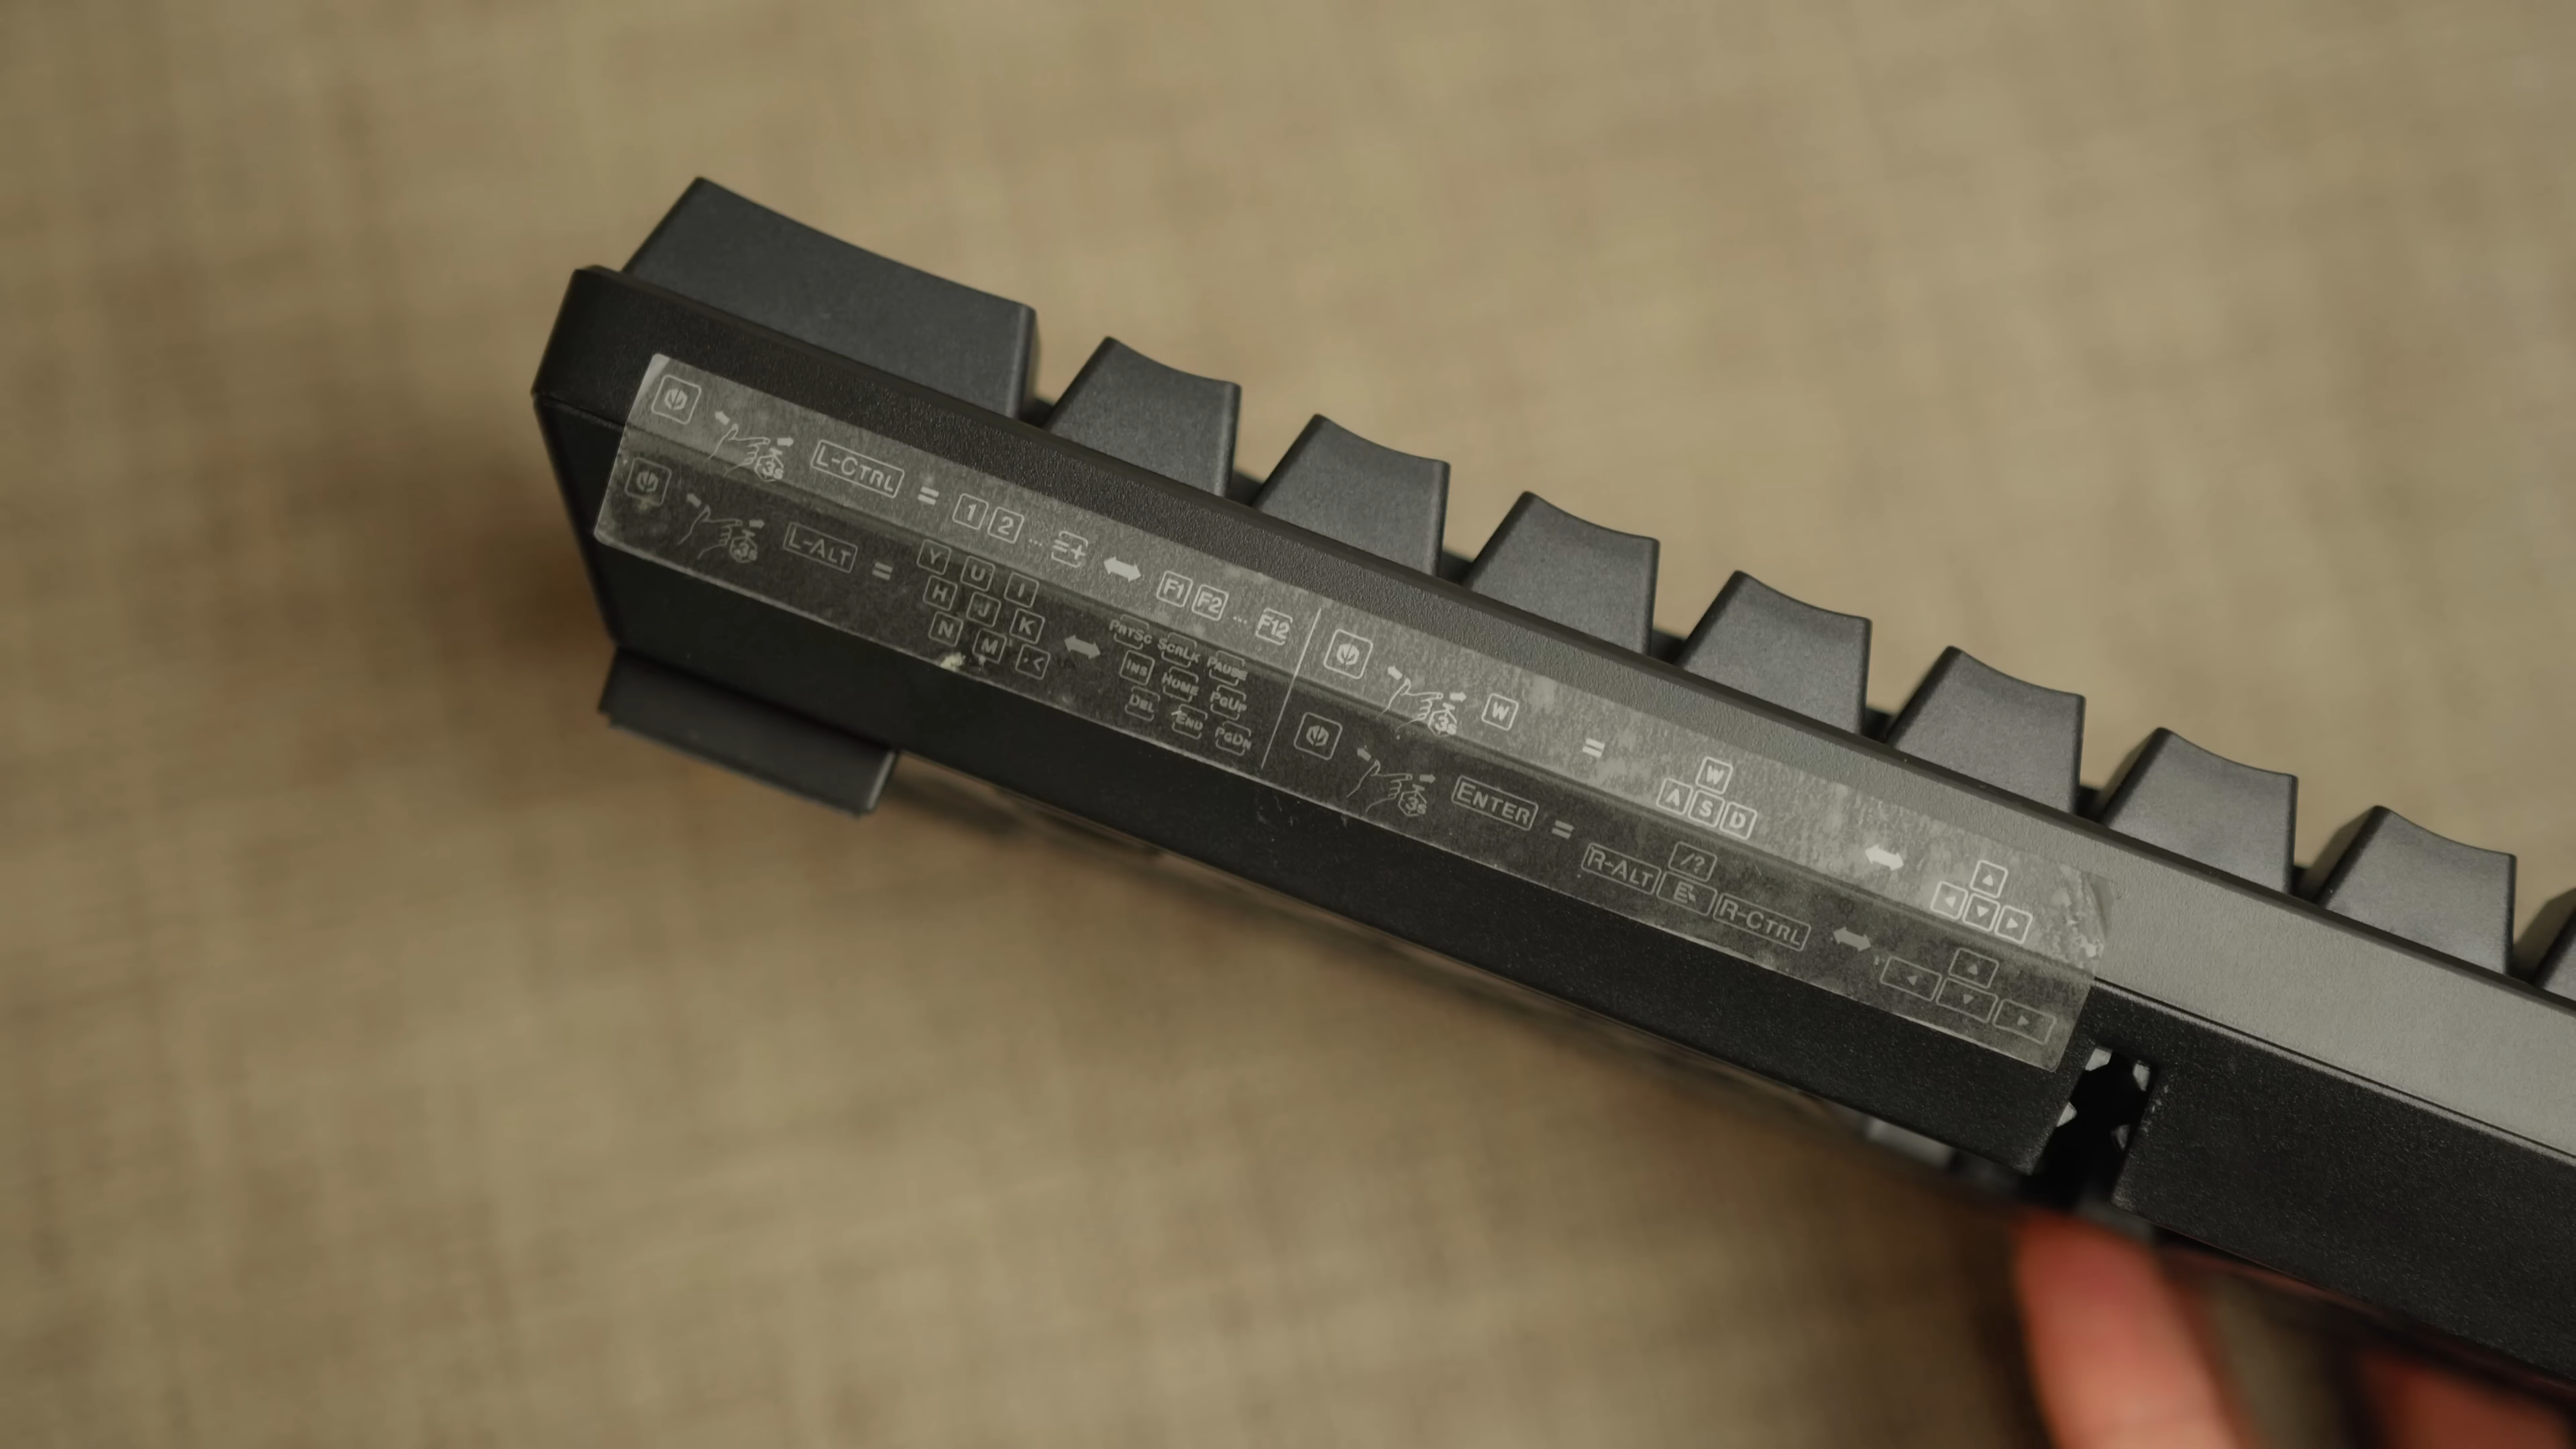 3s L-CTRL = 1 2 ... =+ F1 F2 ... F12
3s L-ALT = Y U I PRTSC SCRLK PAUSE
H J K INS HOME PGUP
N M DEL END PGDN
3s W = W
A S D
3s ENTER = /?
R-ALT R-CTRL